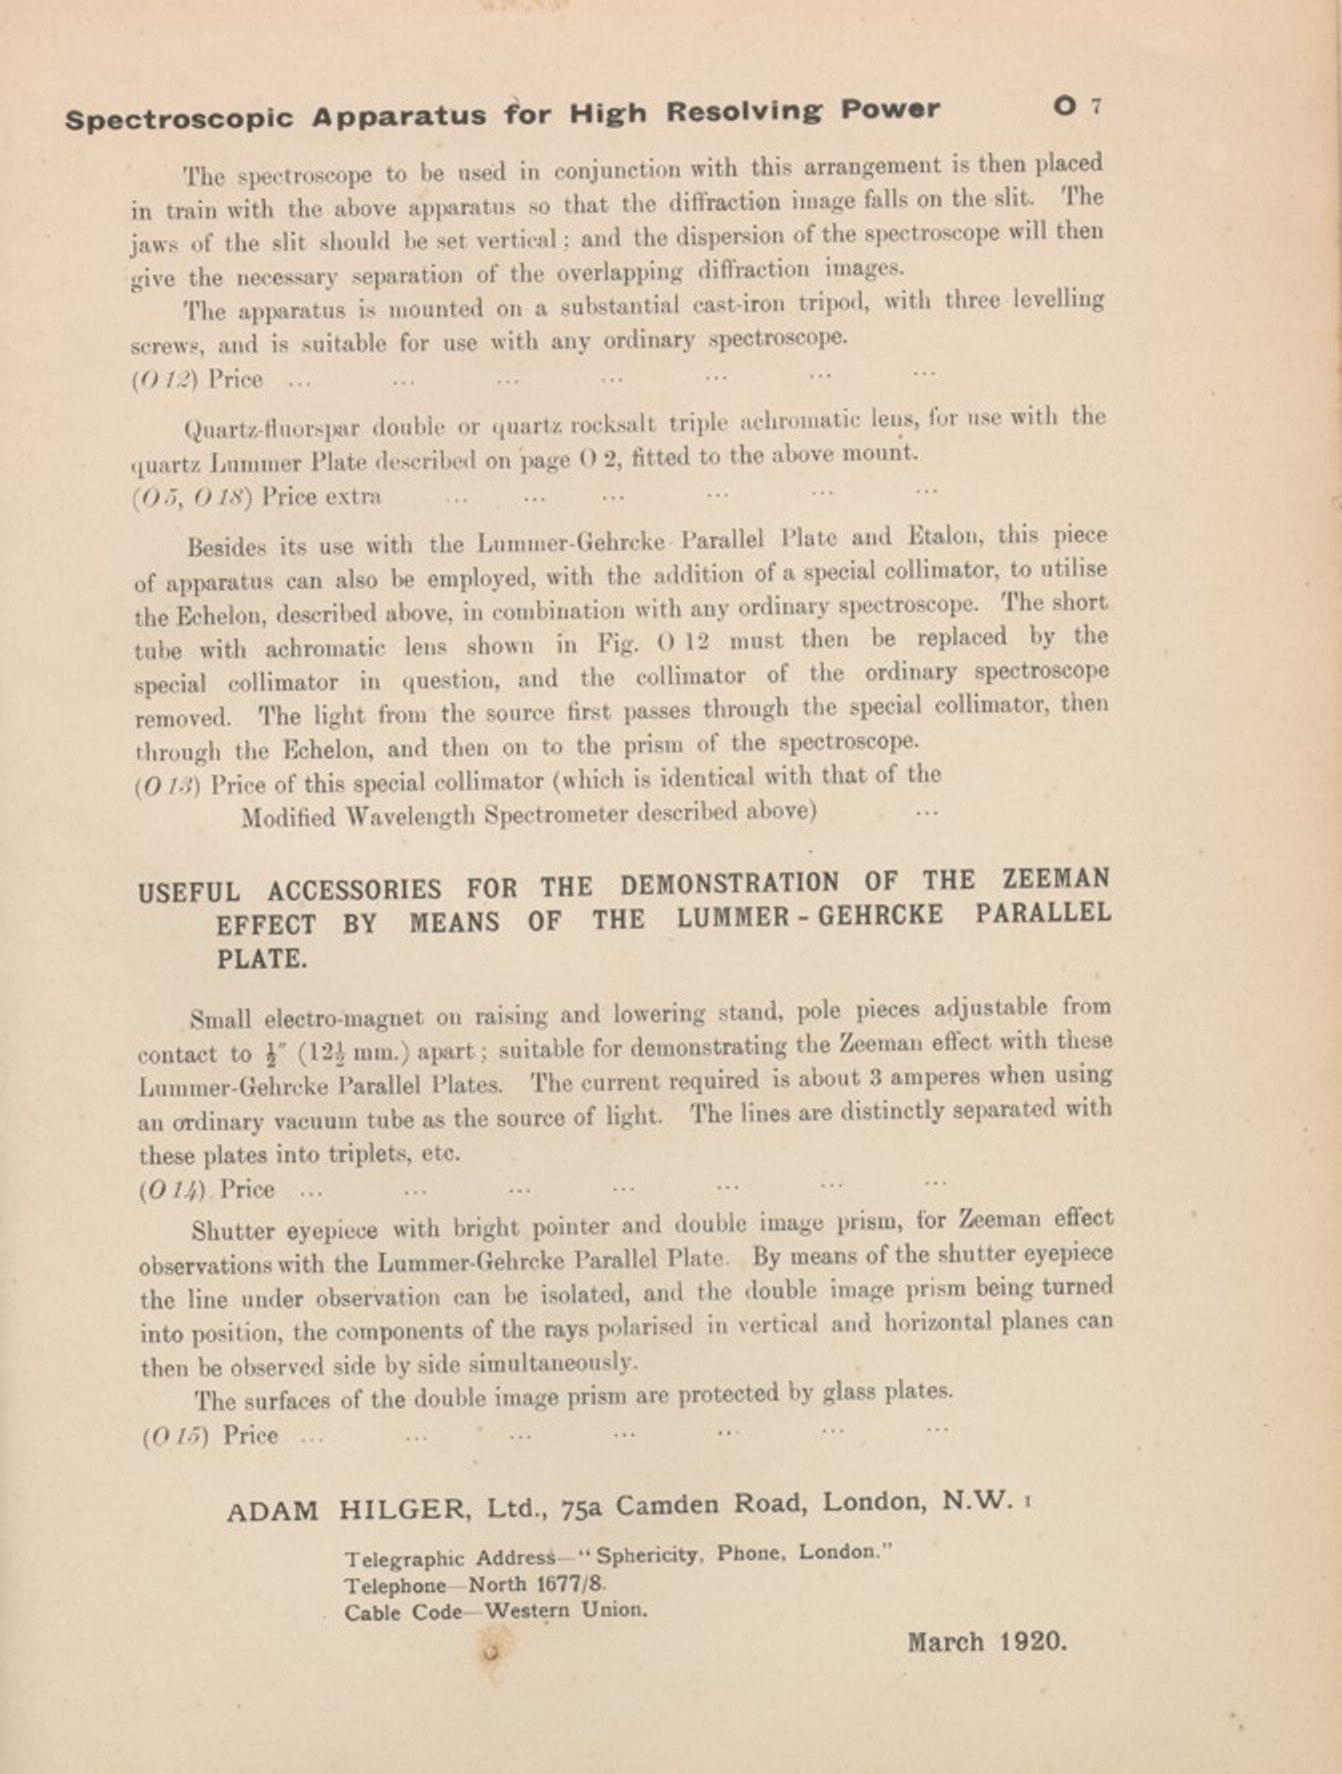 Spectroscopic Apparatus for High Resolving Power O 7
The spectroscope to be used in conjunction with this arrangement is then placed
in train with the above apparatus so that the diffraction image falls on the slit. The
jaws of the slit should be set vertical; and the dispersion of the spectroscope will then
give the necessary separation of the overlapping diffraction images.
The apparatus is mounted on a substantial cast-iron tripod, with three levelling
screws, and is suitable for use with any ordinary spectroscope.
(O 12) Price ... ... ... ... ... ... ...
Quartz-fluorspar double or quartz rocksalt triple achromatic lens, for use with the
quartz Lummer Plate described on page O 2, fitted to the above mount.
(O 5, O 18) Price extra ... ... ... ... ... ...
Besides its use with the Lummer-Gehrcke Parallel Plate and Etalon, this piece
of apparatus can also be employed, with the addition of a special collimator, to utilise
the Echelon, described above, in combination with any ordinary spectroscope. The short
tube with achromatic lens shown in Fig. O 12 must then be replaced by the
special collimator in question, and the collimator of the ordinary spectroscope
removed. The light from the source first passes through the special collimator, then
through the Echelon, and then on to the prism of the spectroscope.
(O 13) Price of this special collimator (which is identical with that of the
Modified Wavelength Spectrometer described above) ...
USEFUL ACCESSORIES FOR THE DEMONSTRATION OF THE ZEEMAN
EFFECT BY MEANS OF THE LUMMER-GEHRCKE PARALLEL
PLATE.
Small electro-magnet on raising and lowering stand, pole pieces adjustable from
contact to ½″ (12½ mm.) apart; suitable for demonstrating the Zeeman effect with these
Lummer-Gehrcke Parallel Plates. The current required is about 3 amperes when using
an ordinary vacuum tube as the source of light. The lines are distinctly separated with
these plates into triplets, etc.
(O 14) Price ... ... ... ... ... ... ...
Shutter eyepiece with bright pointer and double image prism, for Zeeman effect
observations with the Lummer-Gehrcke Parallel Plate. By means of the shutter eyepiece
the line under observation can be isolated, and the double image prism being turned
into position, the components of the rays polarised in vertical and horizontal planes can
then be observed side by side simultaneously.
The surfaces of the double image prism are protected by glass plates.
(O 15) Price ... ... ... ... ... ... ...
ADAM HILGER, Ltd., 75a Camden Road, London, N.W. 1
Telegraphic Address—"Sphericity, Phone, London."
Telephone—North 1677/8.
Cable Code—Western Union.
March 1920.